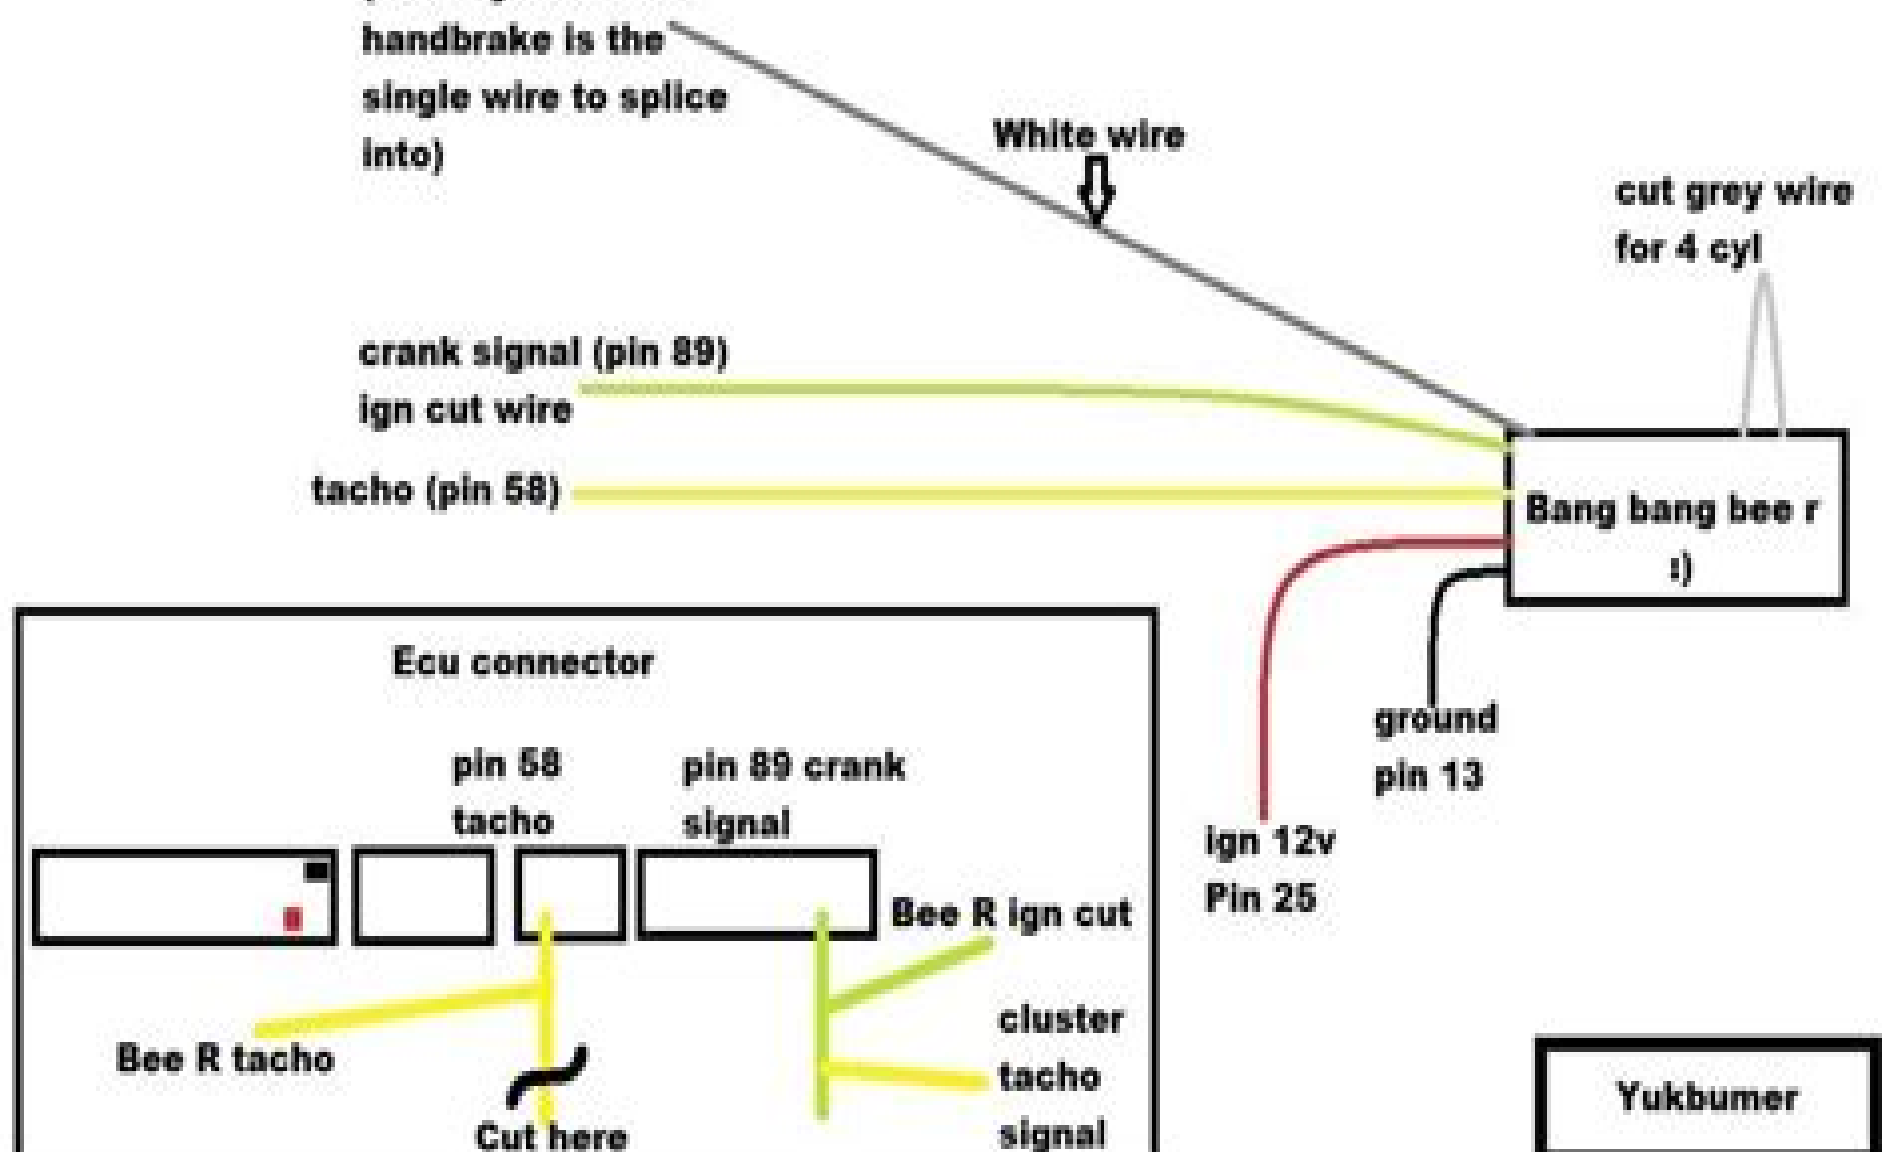 handbrake is the
single wire to splice
into)
White wire
cut grey wire
for 4 cyl
crank signal (pin 89)
ign cut wire
tacho (pin 58)
Bang bang bee r
:)
ground
pin 13
ign 12v
Pin 25
Ecu connector
pin 58
tacho
pin 89 crank
signal
Bee R ign cut
Bee R tacho
cluster
tacho
signal
Cut here
Yukbumer